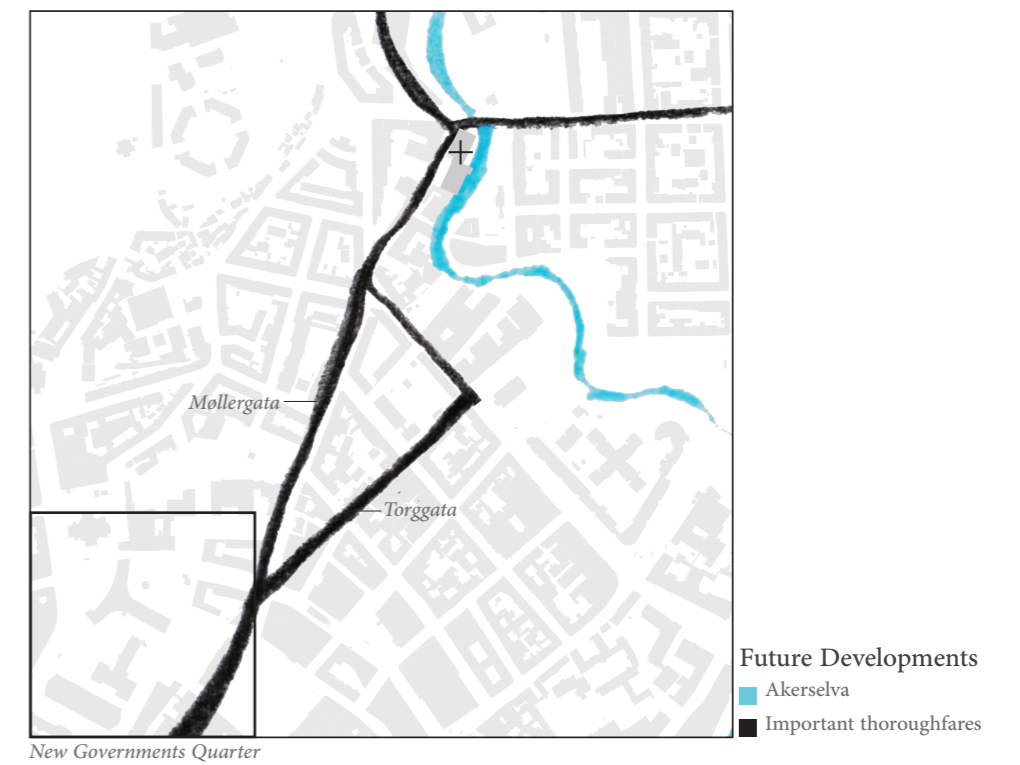 Møllergata
Torggata
Future Developments
Akerselva
Important thoroughfares
New Governments Quarter